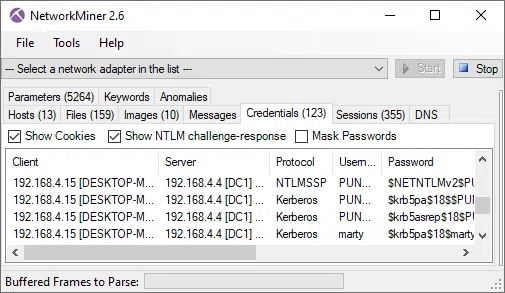 NetworkMiner 2.6
File Tools Help
--- Select a network adapter in the list --- Start Stop
Parameters (5264) Keywords Anomalies
Hosts (13) Files (159) Images (10) Messages Credentials (123) Sessions (355) DNS
Show Cookies Show NTLM challenge-response Mask Passwords
Client Server Protocol Usern... Password
192.168.4.15 [DESKTOP-M... 192.168.4.4 [DC1] ... NTLMSSP PUN... $NETNTLMv2$PU
192.168.4.15 [DESKTOP-M... 192.168.4.4 [DC1] ... Kerberos PUN... $krb5pa$18$$PUN
192.168.4.15 [DESKTOP-M... 192.168.4.4 [DC1] ... Kerberos PUN... $krb5asrep$18$PU
192.168.4.15 [DESKTOP-M... 192.168.4.4 [DC1] ... Kerberos marty $krb5pa$18$marty
Buffered Frames to Parse: